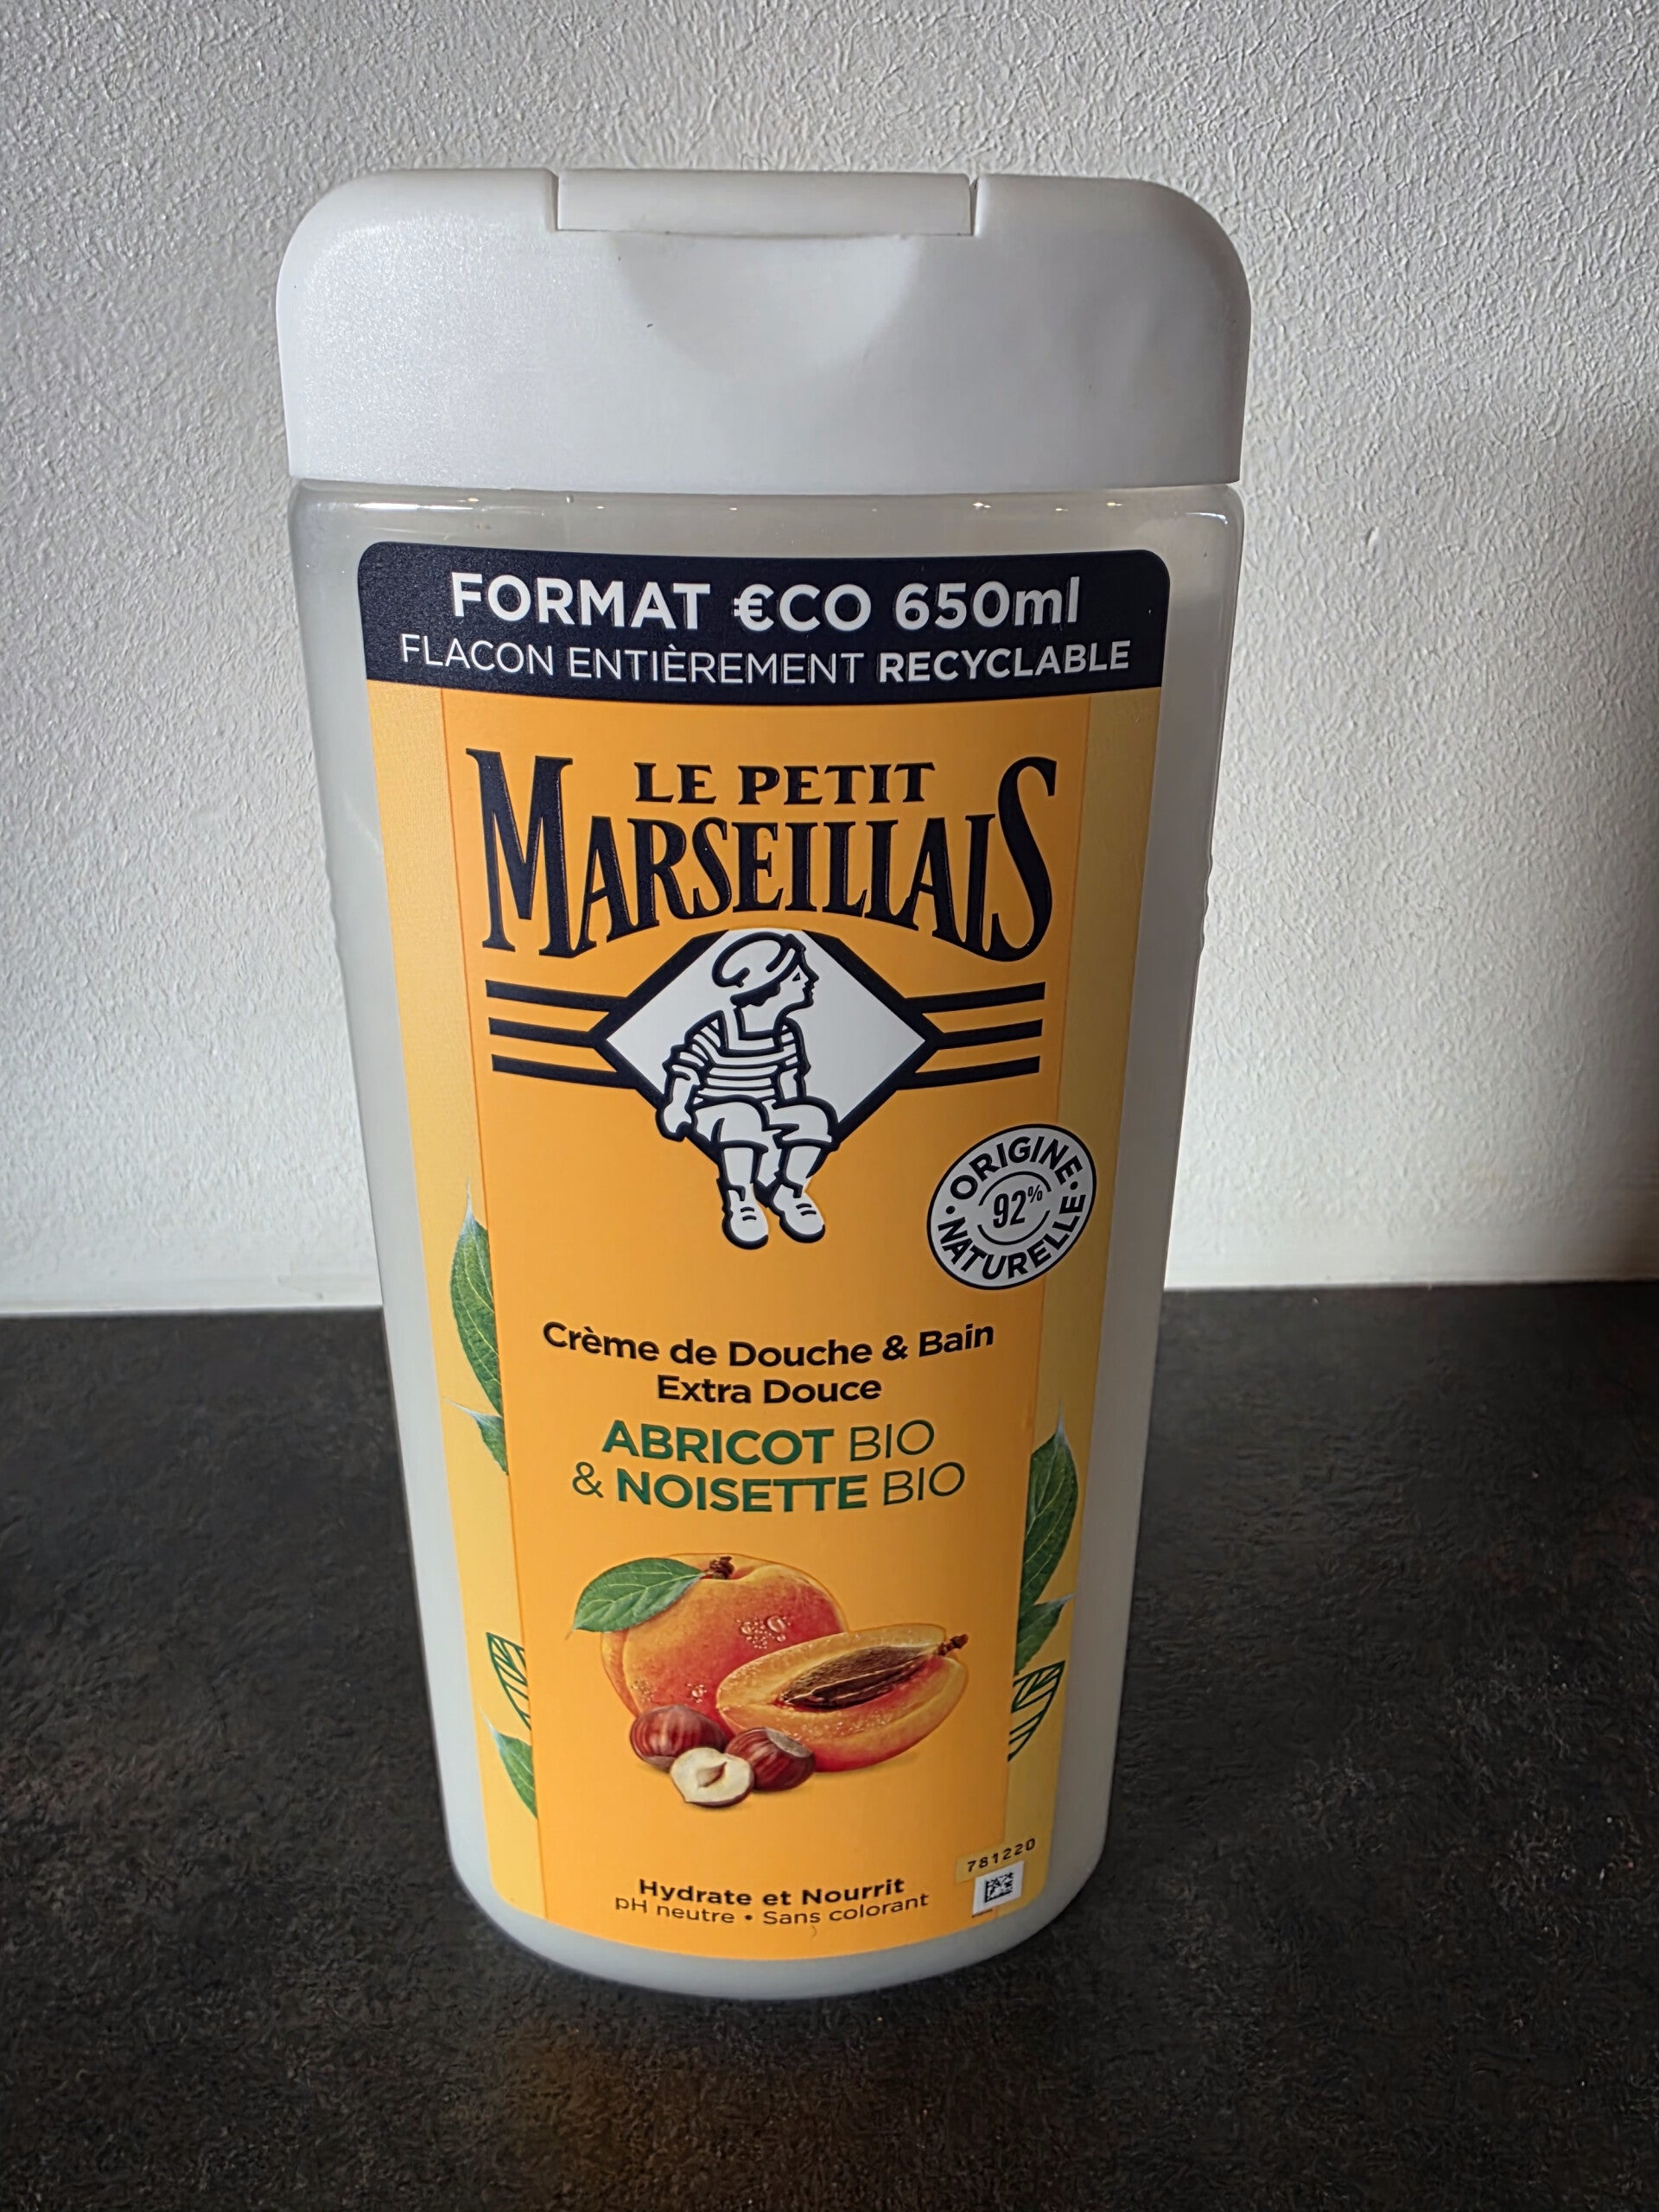 FORMAT €CO 650ml
FLACON ENTIÈREMENT RECYCLABLE
LE PETIT
MARSEILLAIS
ORIGINE
92%
NATURELLE
Crème de Douche & Bain
Extra Douce
ABRICOT BIO
& NOISETTE BIO
781220
Hydrate et Nourrit
pH neutre • Sans colorant